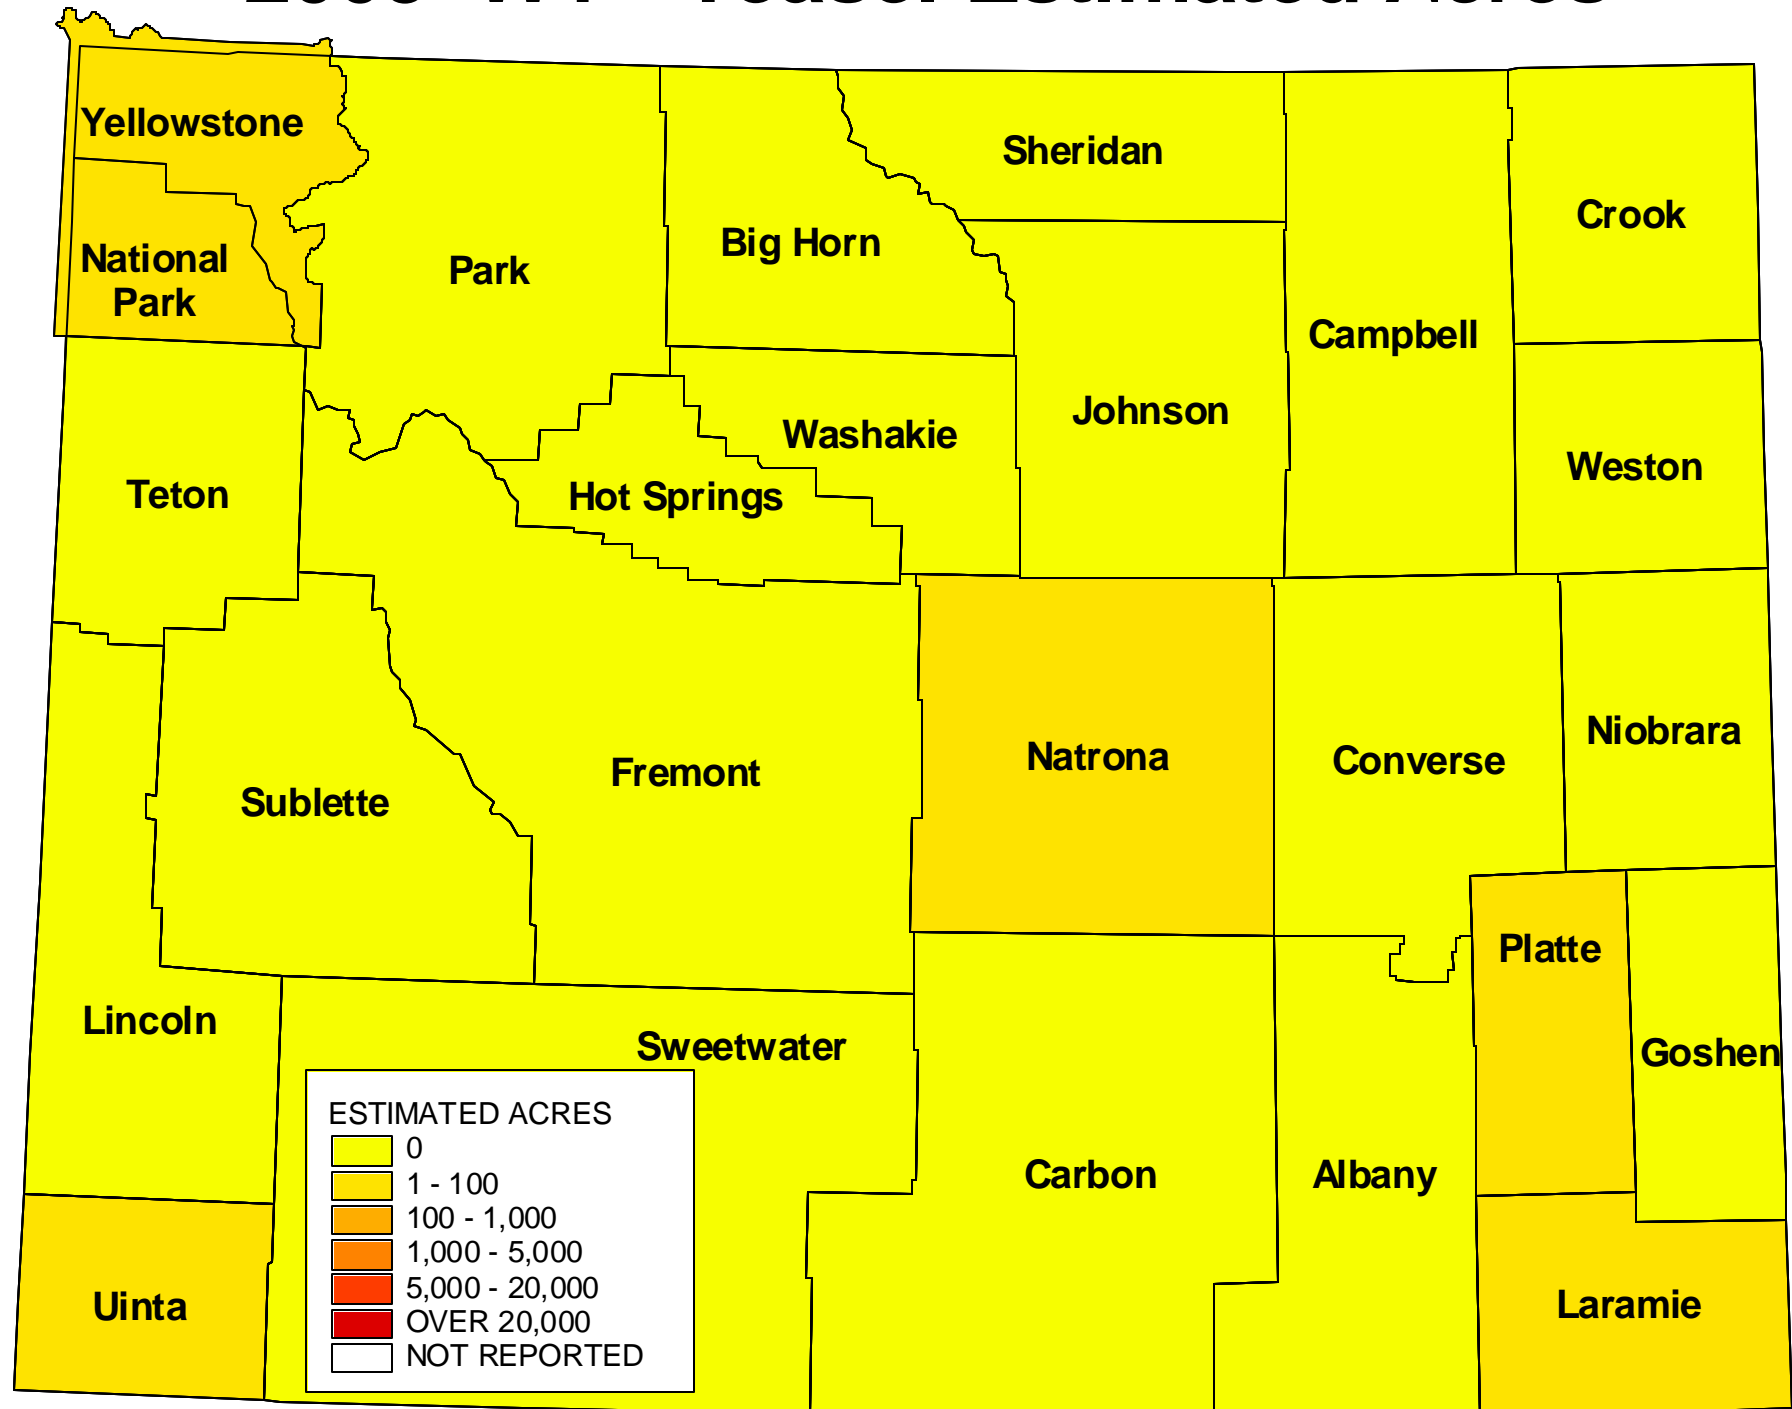 Yellowstone
National
Park
Park
Big Horn
Sheridan
Crook
Campbell
Johnson
Washakie
Hot Springs
Weston
Teton
Sublette
Fremont
Natrona
Converse
Niobrara
Platte
Lincoln
Sweetwater
Goshen
Carbon
Albany
Uinta
Laramie
ESTIMATED ACRES
0
1 - 100
100 - 1,000
1,000 - 5,000
5,000 - 20,000
OVER 20,000
NOT REPORTED